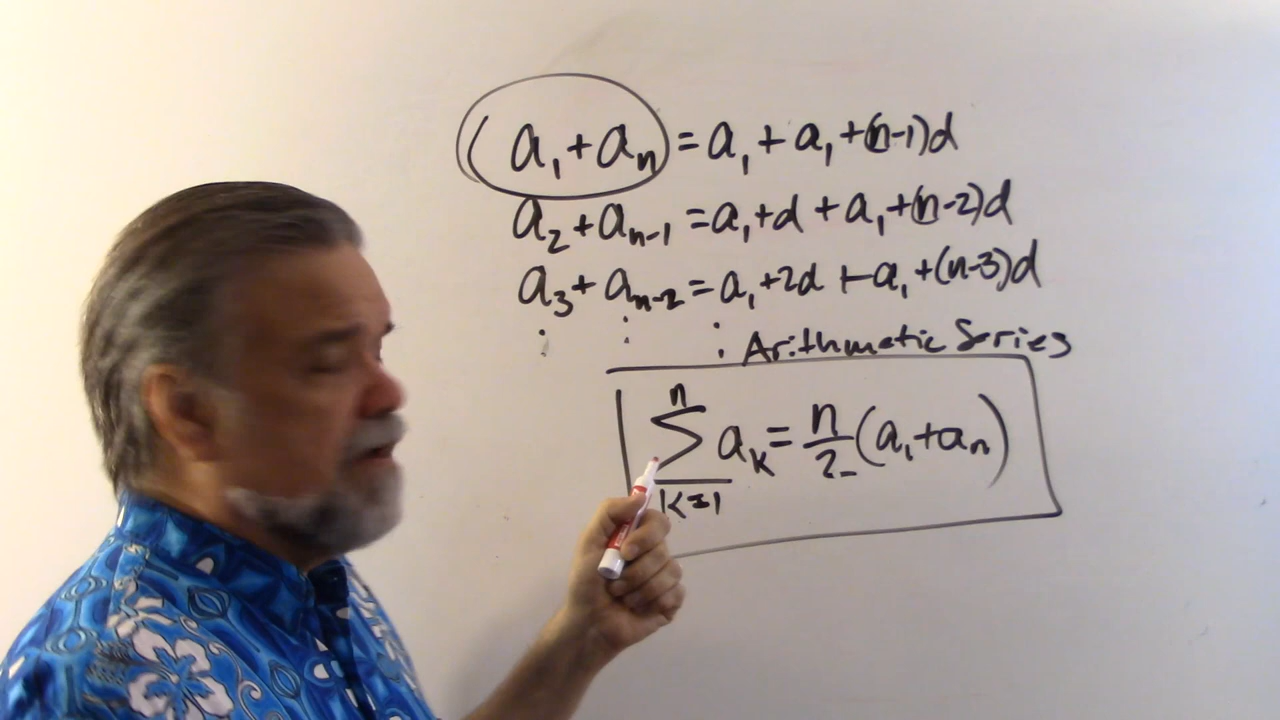 ( a₁ + aₙ ) = a₁ + a₁ + (n-1)d
a₂ + aₙ₋₁ = a₁ + d + a₁ + (n-2)d
a₃ + aₙ₋₂ = a₁ + 2d + a₁ + (n-3)d
⋮ ⋮ ⋮ Arithmetic Series
n
∑ aₖ = n/2 (a₁ + aₙ)
k=1